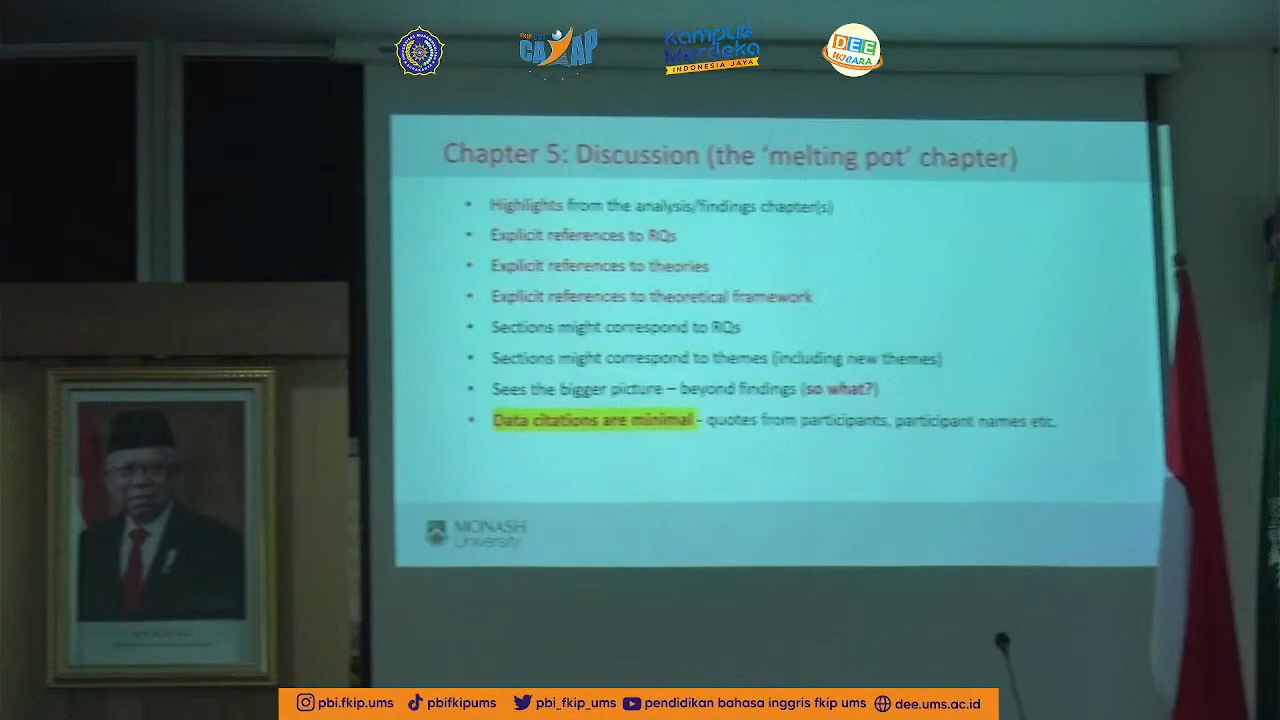 FKIP UMS
CAKAP
Kampus
Merdeka
INDONESIA JAYA
DEE
WICARA
Chapter 5: Discussion (the ‘melting pot’ chapter)
• Highlights from the analysis/findings chapter(s)
• Explicit references to RQs
• Explicit references to theories
• Explicit references to theoretical framework
• Sections might correspond to RQs
• Sections might correspond to themes (including new themes)
• Sees the bigger picture – beyond findings (so what?)
• Data citations are minimal - quotes from participants, participant names etc.
MONASH
University
pbi.fkip.ums pbifkipums pbi_fkip_ums pendidikan bahasa inggris fkip ums dee.ums.ac.id